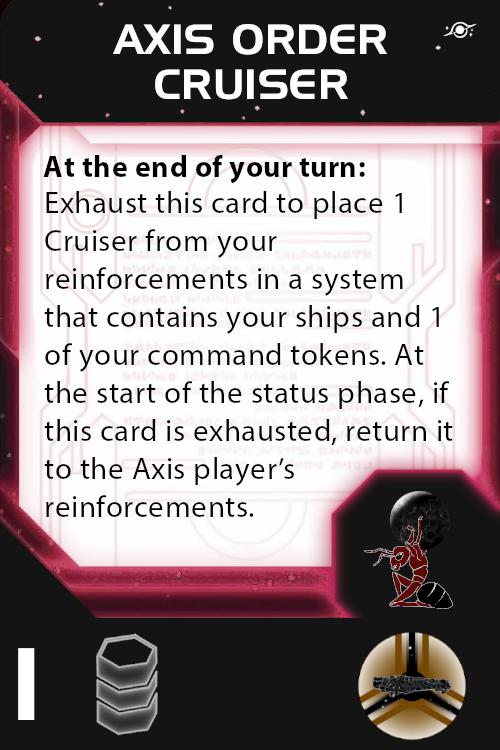 AXIS ORDER
CRUISER
At the end of your turn:
Exhaust this card to place 1
Cruiser from your
reinforcements in a system
that contains your ships and 1
of your command tokens. At
the start of the status phase, if
this card is exhausted, return it
to the Axis player’s
reinforcements.